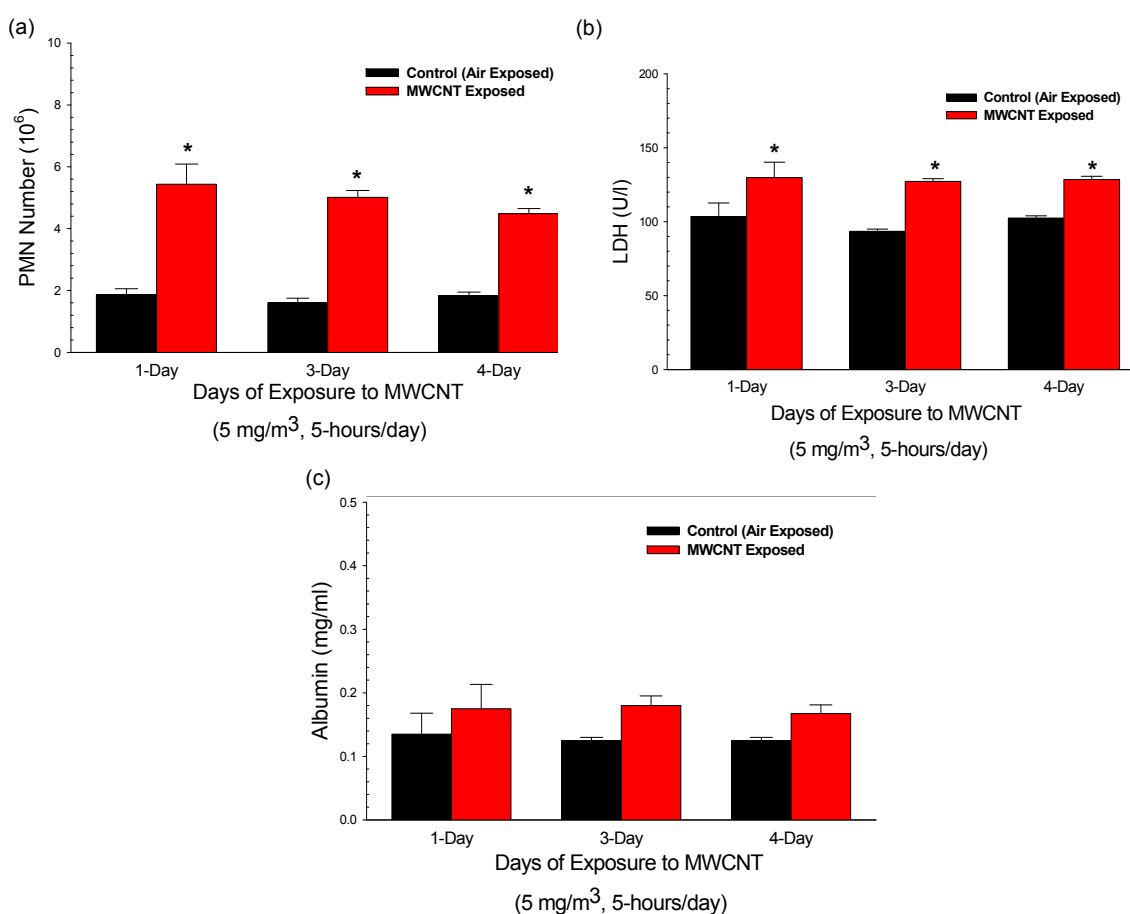 (a)
10
8
6
4
2
0
PMN Number (10⁶)
Control (Air Exposed)
MWCNT Exposed
*
*
*
1-Day
3-Day
4-Day
Days of Exposure to MWCNT
(5 mg/m³, 5-hours/day)
(b)
200
150
100
50
0
LDH (U/l)
Control (Air Exposed)
MWCNT Exposed
*
*
*
1-Day
3-Day
4-Day
Days of Exposure to MWCNT
(5 mg/m³, 5-hours/day)
(c)
0.5
0.4
0.3
0.2
0.1
0.0
Albumin (mg/ml)
Control (Air Exposed)
MWCNT Exposed
1-Day
3-Day
4-Day
Days of Exposure to MWCNT
(5 mg/m³, 5-hours/day)